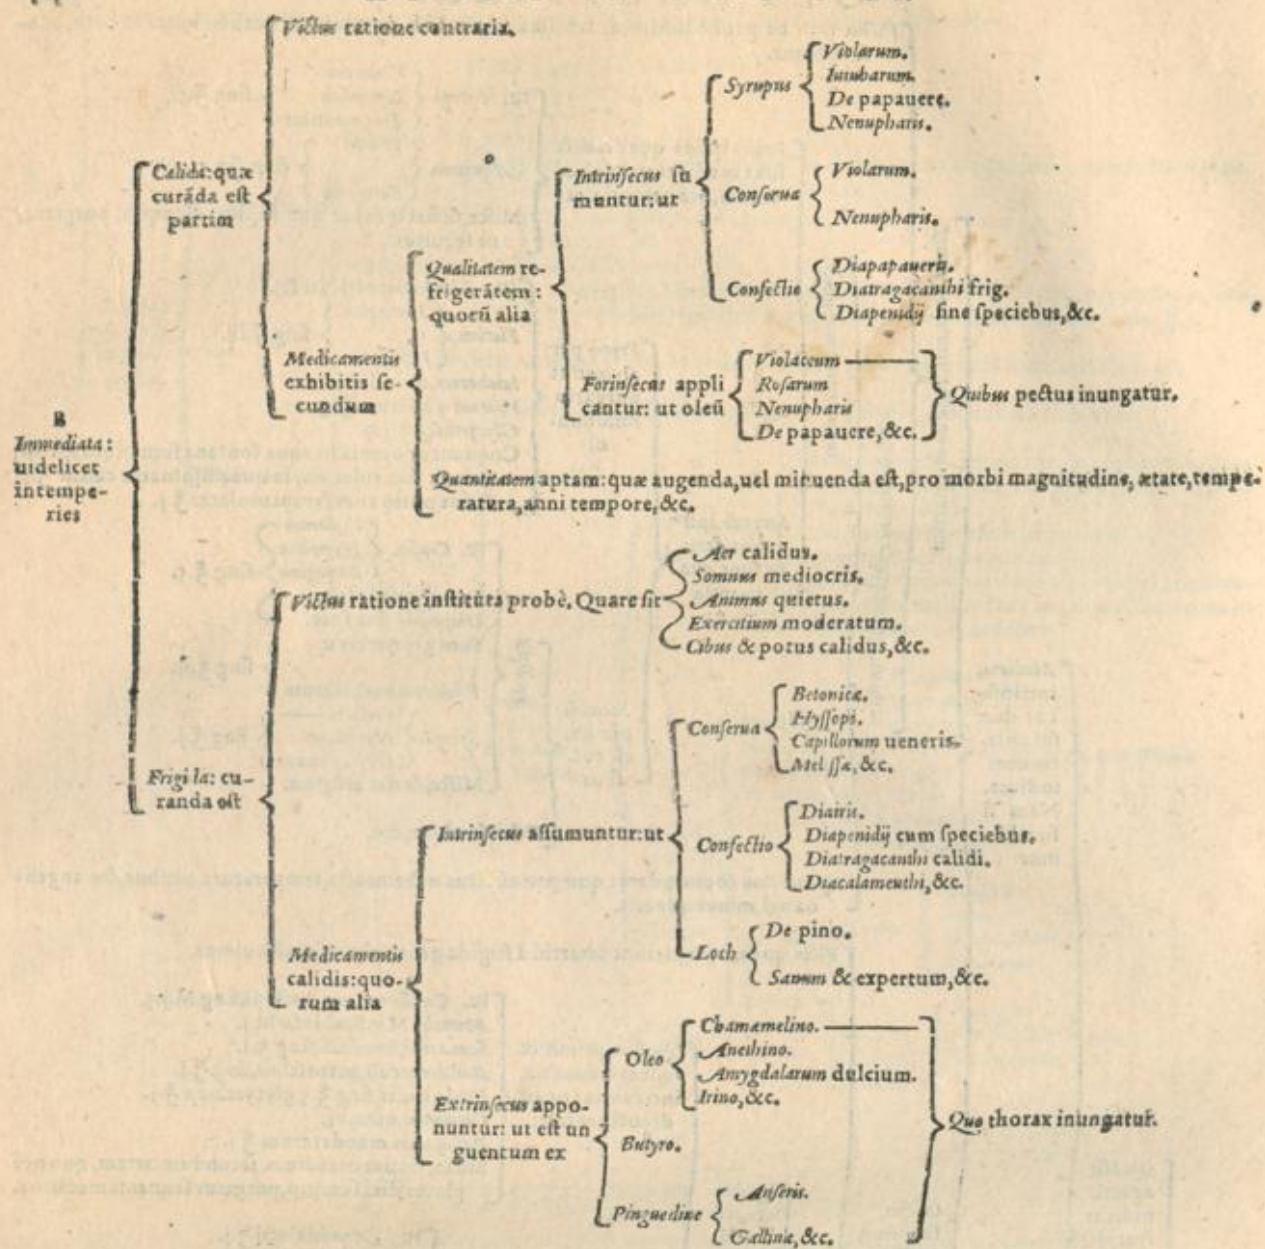 B
Immediata:
uidelicet
intempe-
ries
Calida: quæ
curāda est
partim
Victus ratione contraria.
Medicamentis
exhibitis se-
cundum
Qualitatem re-
frigerātem:
quorū alia
Intrinsecus su
muntur: ut
Syrupus
Violarum.
Intubarum.
De papauere.
Nenupharis.
Conserua
Violarum.
Nenupharis.
Confectio
Diapapaueris.
Diatragacanthi frig.
Diapenidij sine speciebus, &c.
Forinsecus appli
cantur: ut oleū
Violaceum
Rosarum
Nenupharis
De papauere, &c.
Quibus pectus inungatur.
Quantitatem aptam: quæ augenda, uel minuenda est, pro morbi magnitudine, ætate, tempe-
ratura, anni tempore, &c.
Frigida: cu-
randa est
Victus ratione instituta probè. Quare sit
Aer calidus.
Somnus mediocris.
Animus quietus.
Exercitium moderatum.
Cibus & potus calidus, &c.
Medicamentis
calidis: quo-
rum alia
Intrinsecus assumuntur: ut
Conserua
Betonicæ.
Hyssopi.
Capillorum ueneris.
Melissæ, &c.
Confectio
Diairis.
Diapenidij cum speciebus.
Diatragacanthi calidi.
Diacalamenthi, &c.
Loch
De pino.
Sanum & expertum, &c.
Extrinsecus appo-
nuntur: ut est un
guentum ex
Oleo
Chamæmelino.
Anethino.
Amygdalarum dulcium.
Irino, &c.
Butyro.
Pinguedine
Anseris.
Gallinæ, &c.
Quo thorax inungatur.